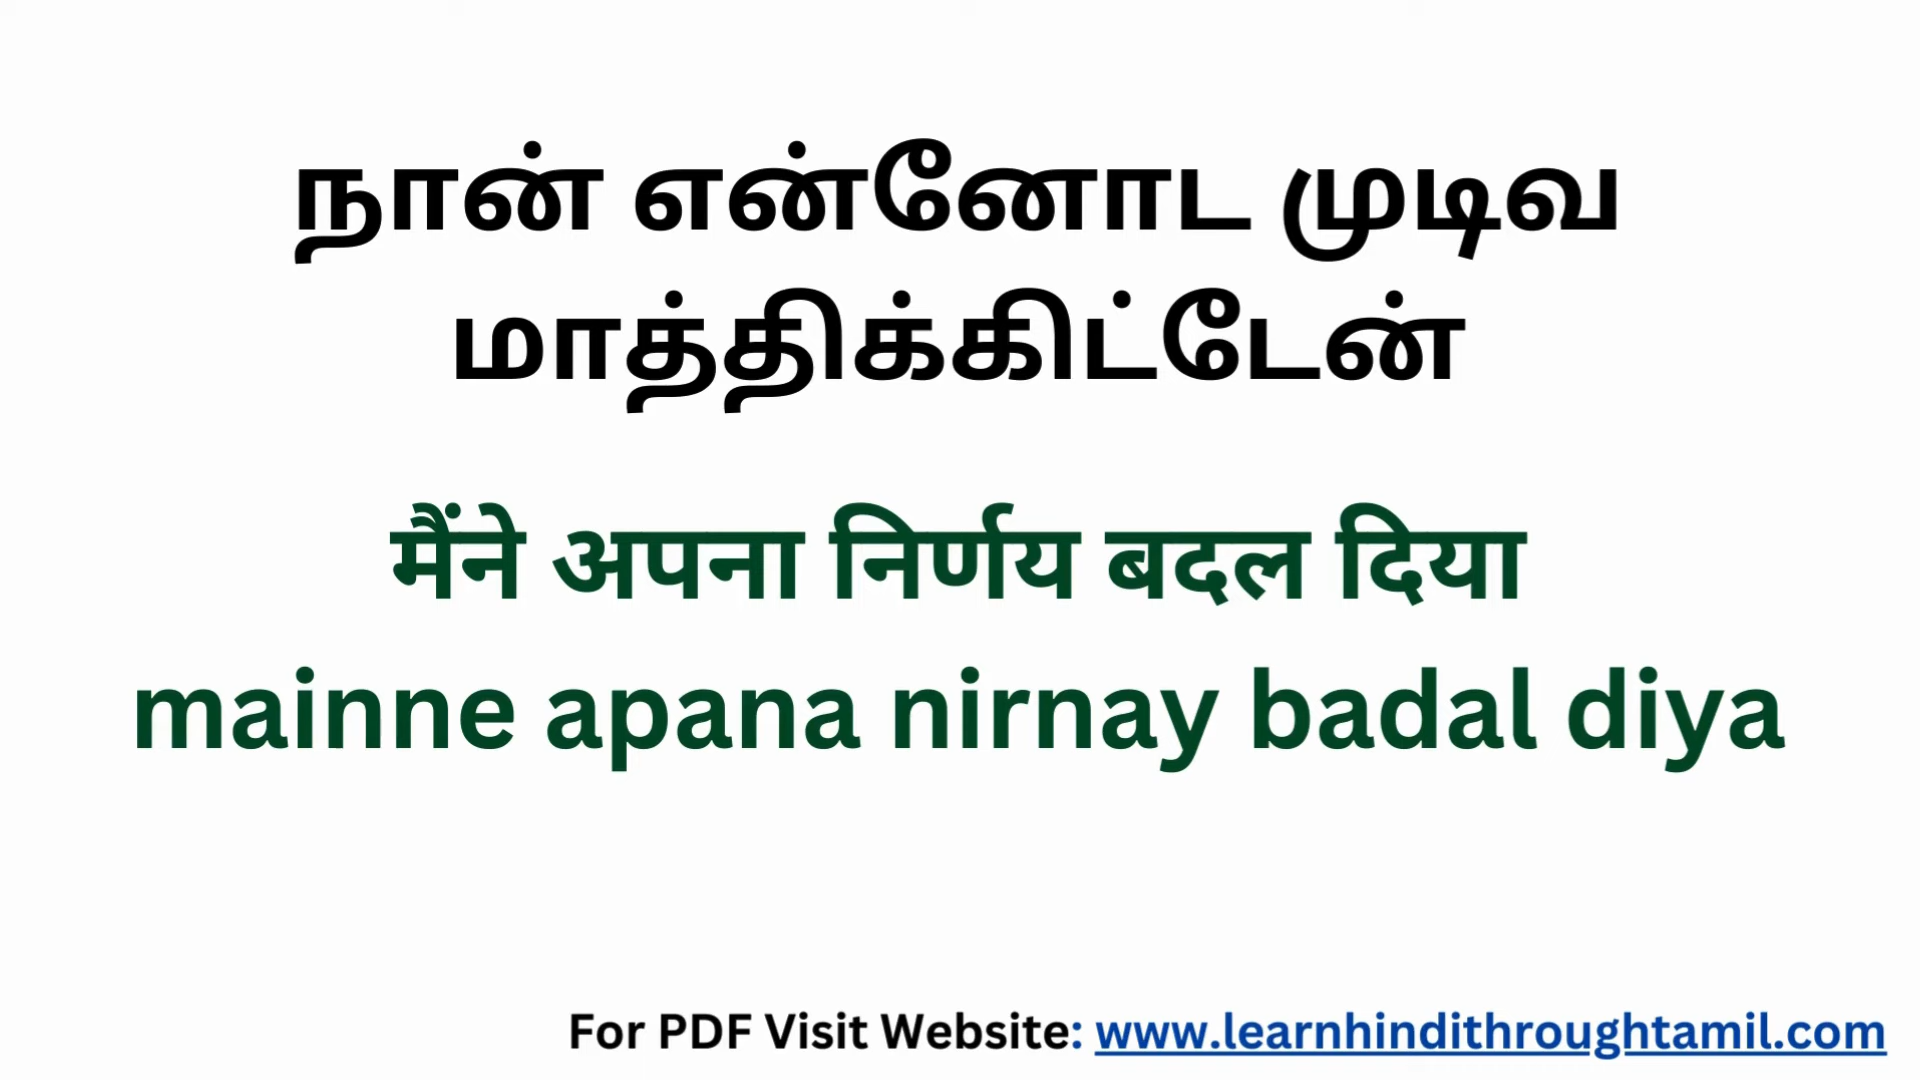 நான் என்னோட முடிவ
மாத்திக்கிட்டேன்
मैंने अपना निर्णय बदल दिया
mainne apana nirnay badal diya
For PDF Visit Website: www.learnhindithroughtamil.com